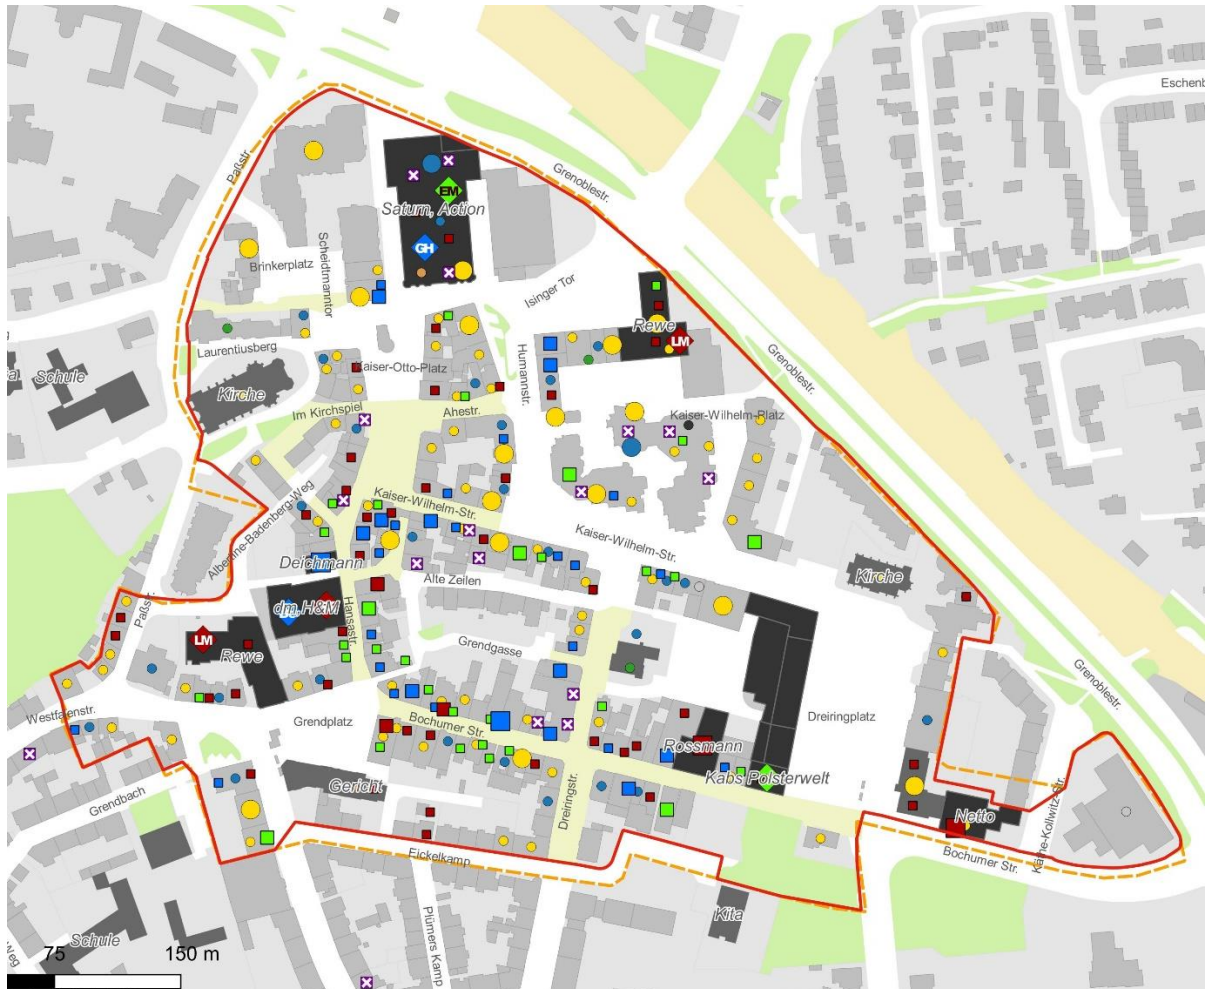 Eschenb
Paßstr.
Grenoblestr.
EM
Saturn, Action
GH
Brinkerplatz
Scheidtmanntor
Isinger Tor
Rewe
LM
Laurentiusberg
Kaiser-Otto-Platz
Humannstr.
Grenoblestr.
Schule
Kirche
Im Kirchspiel
Ahestr.
Kaiser-Wilhelm-Platz
Kaiser-Wilhelm-Str.
Albertine-Badenberg-Weg
Kaiser-Wilhelm-Str.
Deichmann
Alte Zeilen
Kirche
dm, H&M
Hansastr.
Paßstr.
LM
Rewe
Grendgasse
Grenoblestr.
Westfalenstr.
Grendplatz
Bochumer Str.
Dreiringplatz
Rossmann
Gericht
Kabs Polsterwelt
Grendbach
Dreiringstr.
Netto
Käthe-Kollwitz-Str.
Eickelkamp
Bochumer Str.
Kita
Plümers Kamp
Schule
Weg
75
150 m